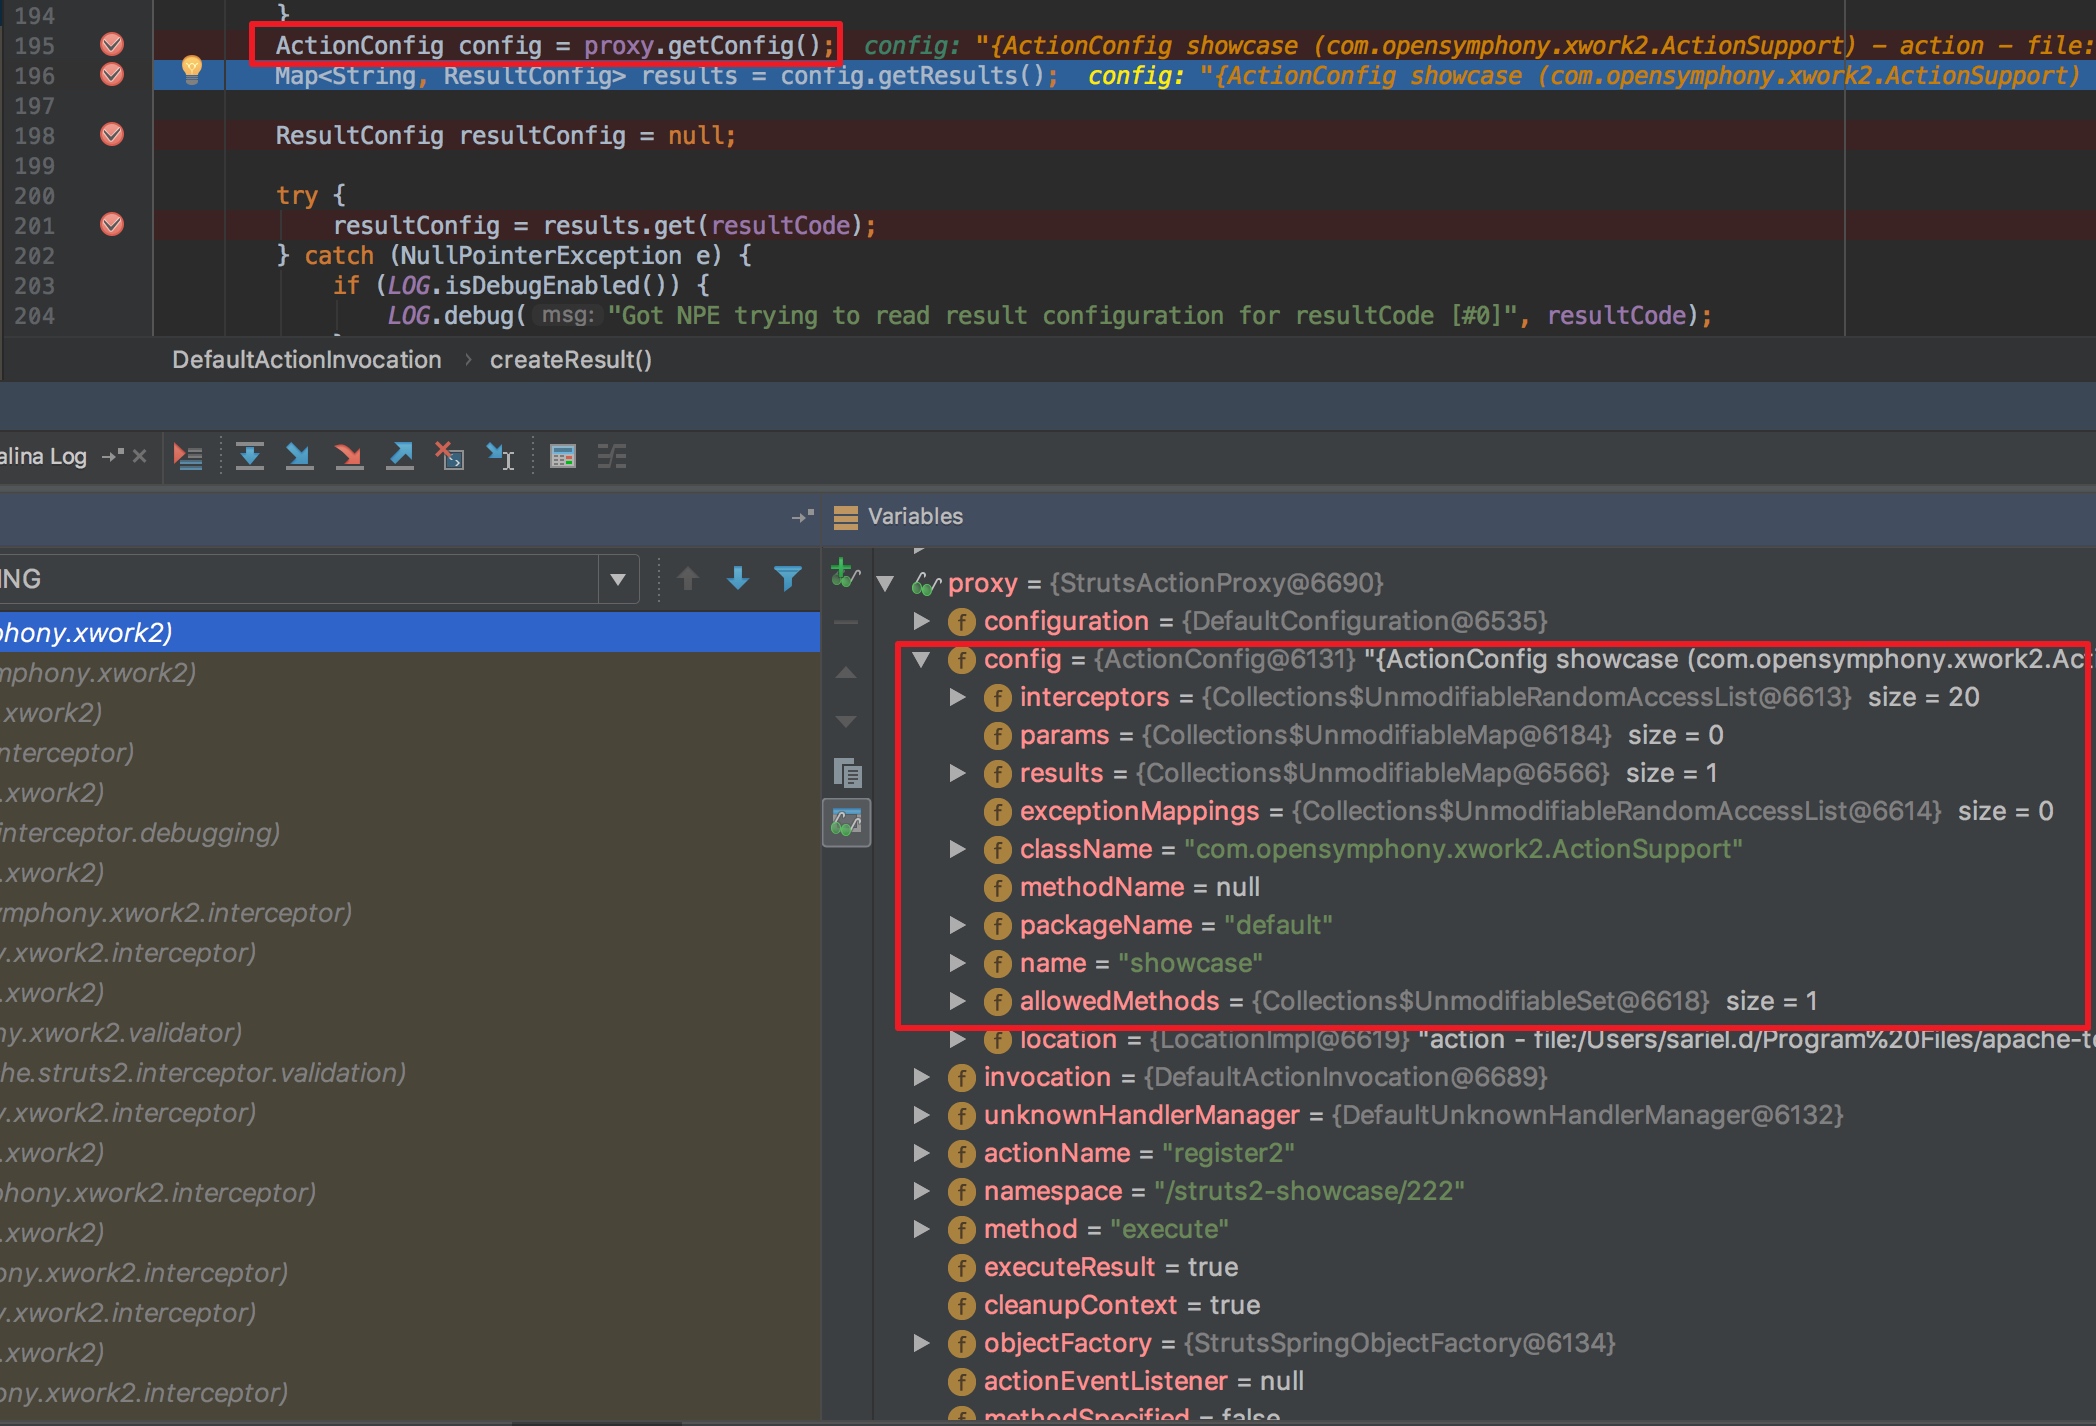 194 }
195 ActionConfig config = proxy.getConfig(); config: "{ActionConfig showcase (com.opensymphony.xwork2.ActionSupport) – action – file:
196 Map<String, ResultConfig> results = config.getResults(); config: "{ActionConfig showcase (com.opensymphony.xwork2.ActionSupport)
197
198 ResultConfig resultConfig = null;
199
200 try {
201 resultConfig = results.get(resultCode);
202 } catch (NullPointerException e) {
203 if (LOG.isDebugEnabled()) {
204 LOG.debug( msg: "Got NPE trying to read result configuration for resultCode [#0]", resultCode);
DefaultActionInvocation › createResult()
alina Log
Variables
ING
phony.xwork2)
mphony.xwork2)
.xwork2)
nterceptor)
.xwork2)
interceptor.debugging)
.xwork2)
ymphony.xwork2.interceptor)
y.xwork2.interceptor)
.xwork2)
ny.xwork2.validator)
he.struts2.interceptor.validation)
y.xwork2.interceptor)
.xwork2)
phony.xwork2.interceptor)
.xwork2)
ony.xwork2.interceptor)
y.xwork2.interceptor)
.xwork2)
ony.xwork2.interceptor)
proxy = {StrutsActionProxy@6690}
configuration = {DefaultConfiguration@6535}
config = {ActionConfig@6131} "{ActionConfig showcase (com.opensymphony.xwork2.Act
interceptors = {Collections$UnmodifiableRandomAccessList@6613} size = 20
params = {Collections$UnmodifiableMap@6184} size = 0
results = {Collections$UnmodifiableMap@6566} size = 1
exceptionMappings = {Collections$UnmodifiableRandomAccessList@6614} size = 0
className = "com.opensymphony.xwork2.ActionSupport"
methodName = null
packageName = "default"
name = "showcase"
allowedMethods = {Collections$UnmodifiableSet@6618} size = 1
location = {LocationImpl@6619} "action - file:/Users/sariel.d/Program%20Files/apache-to
invocation = {DefaultActionInvocation@6689}
unknownHandlerManager = {DefaultUnknownHandlerManager@6132}
actionName = "register2"
namespace = "/struts2-showcase/222"
method = "execute"
executeResult = true
cleanupContext = true
objectFactory = {StrutsSpringObjectFactory@6134}
actionEventListener = null
methodSpecified = false